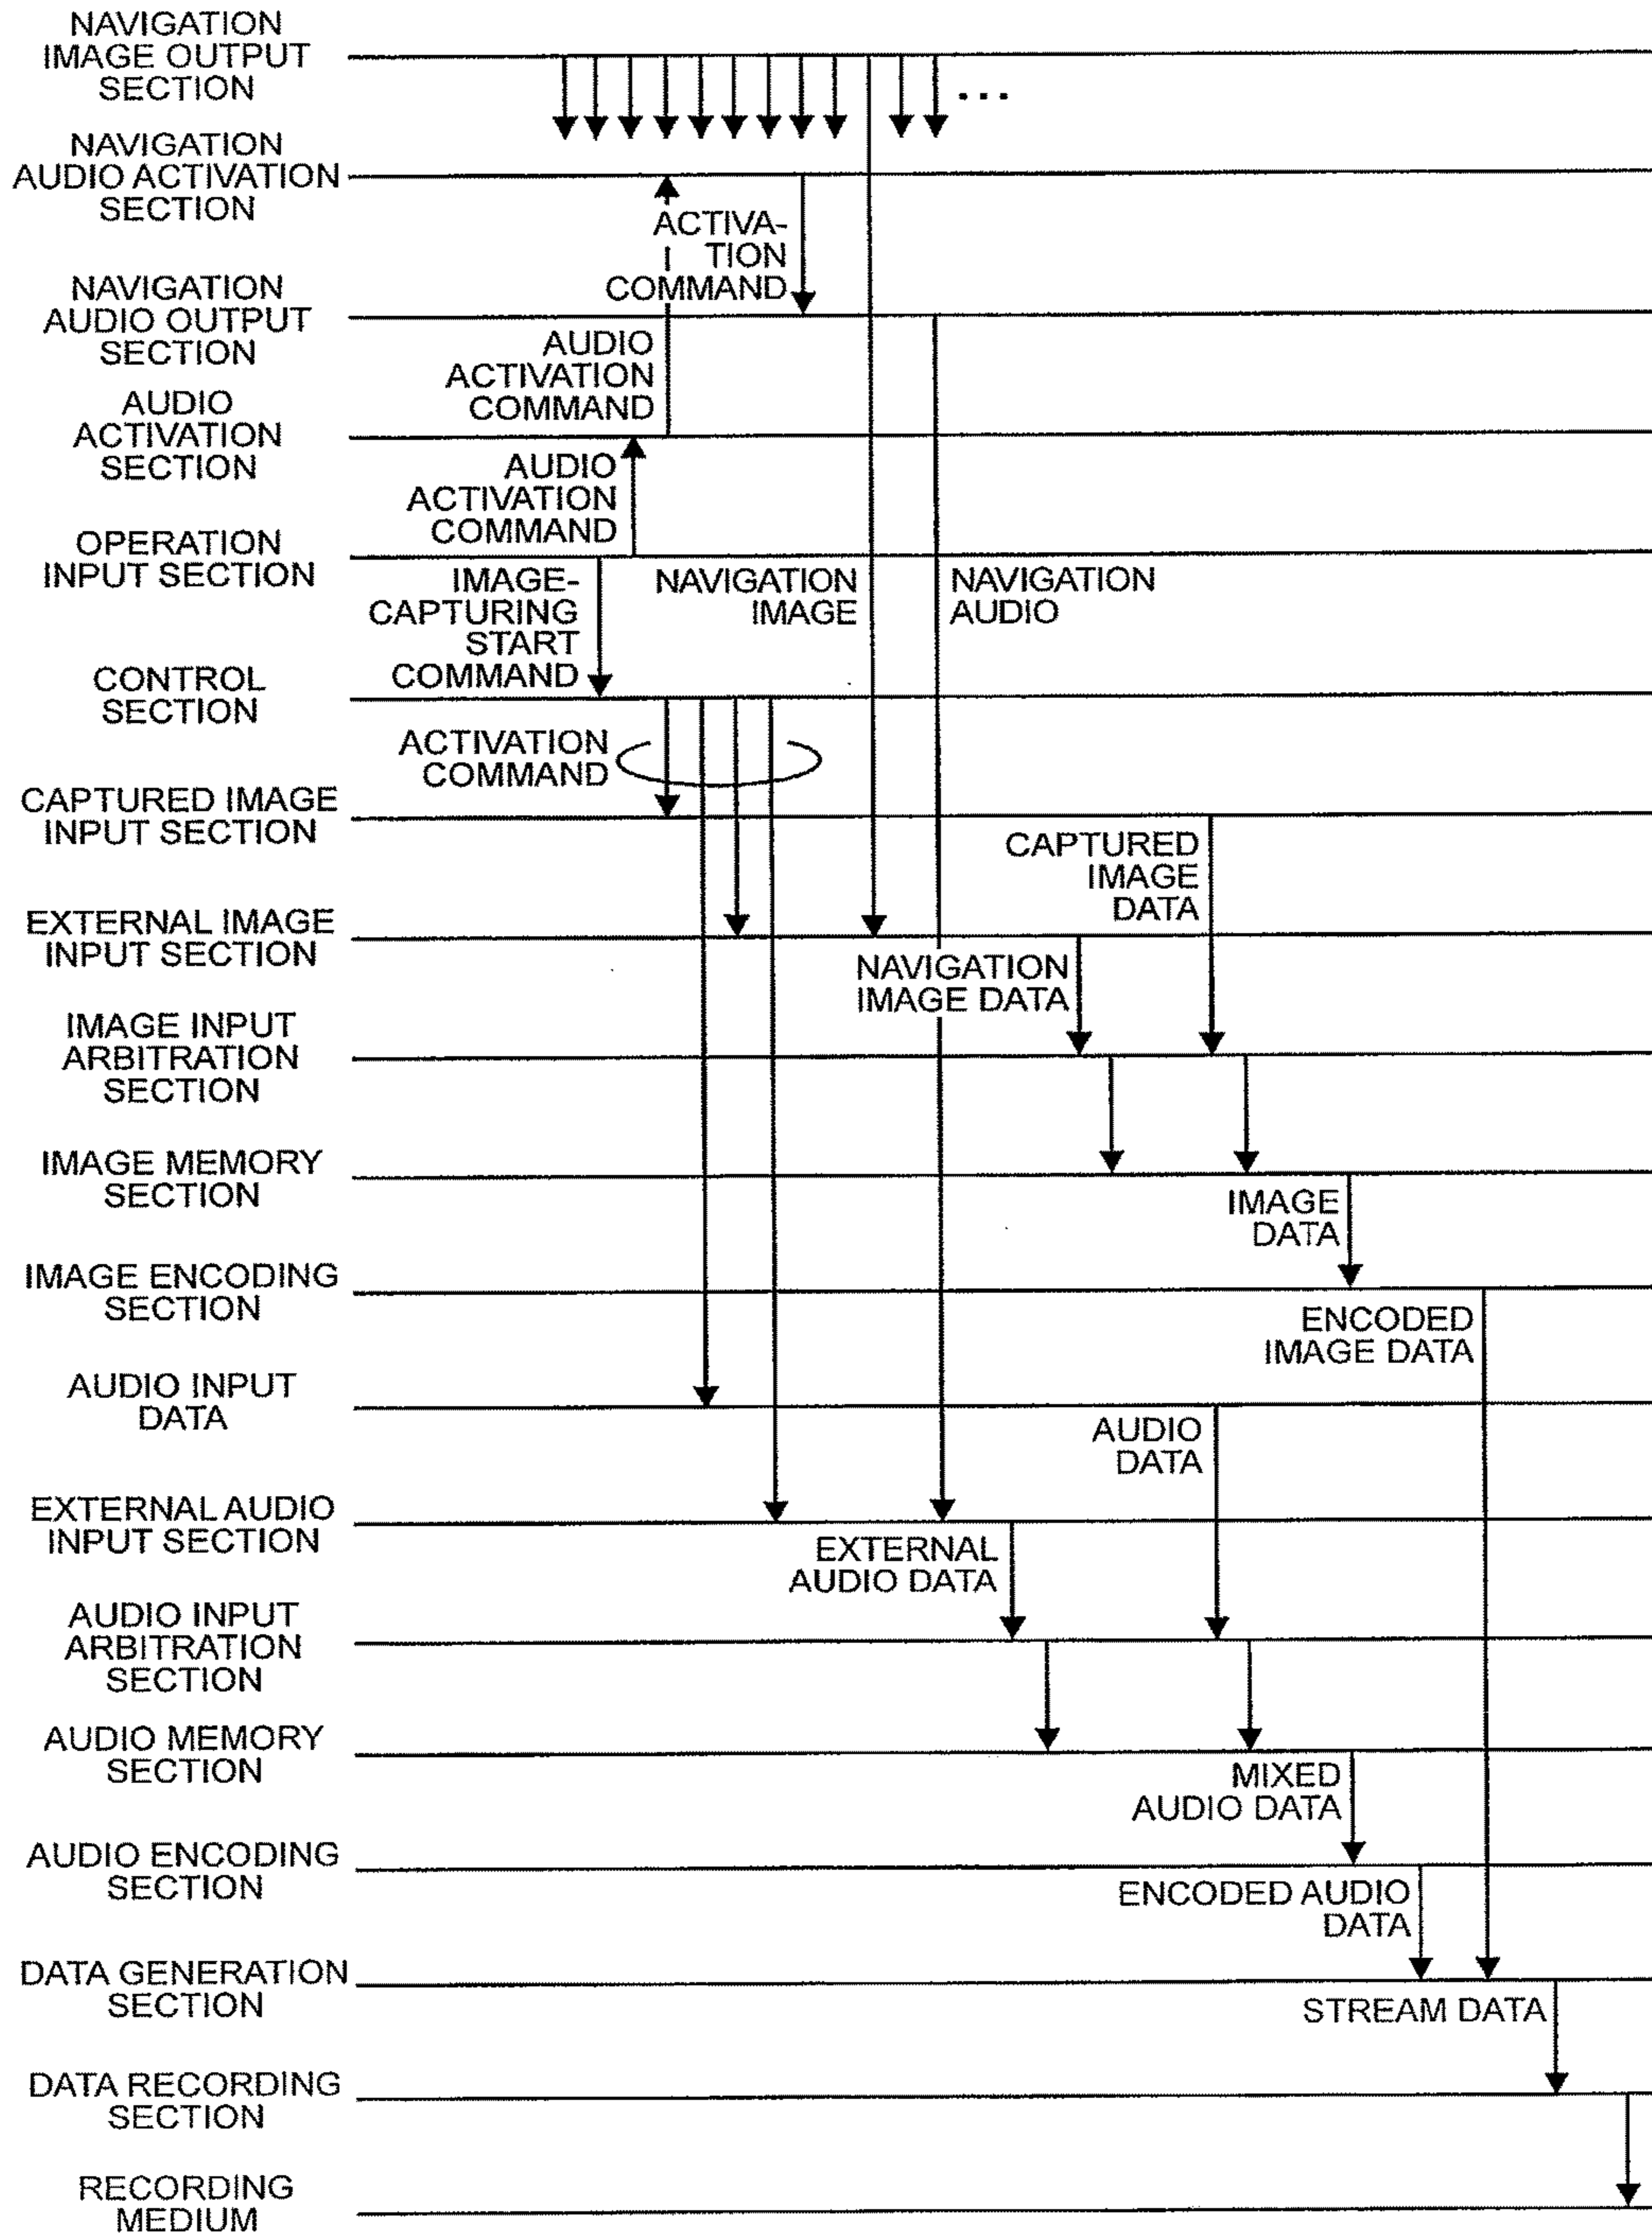 NAVIGATION
IMAGE OUTPUT
SECTION
...
NAVIGATION
AUDIO ACTIVATION
SECTION
ACTIVA-
TION
COMMAND
NAVIGATION
AUDIO OUTPUT
SECTION
AUDIO
ACTIVATION
COMMAND
AUDIO
ACTIVATION
SECTION
AUDIO
ACTIVATION
COMMAND
OPERATION
INPUT SECTION
IMAGE-
CAPTURING
START
COMMAND
NAVIGATION
IMAGE
NAVIGATION
AUDIO
CONTROL
SECTION
ACTIVATION
COMMAND
CAPTURED IMAGE
INPUT SECTION
CAPTURED
IMAGE
DATA
EXTERNAL IMAGE
INPUT SECTION
NAVIGATION
IMAGE DATA
IMAGE INPUT
ARBITRATION
SECTION
IMAGE MEMORY
SECTION
IMAGE
DATA
IMAGE ENCODING
SECTION
ENCODED
IMAGE DATA
AUDIO INPUT
DATA
AUDIO
DATA
EXTERNAL AUDIO
INPUT SECTION
EXTERNAL
AUDIO DATA
AUDIO INPUT
ARBITRATION
SECTION
AUDIO MEMORY
SECTION
MIXED
AUDIO DATA
AUDIO ENCODING
SECTION
ENCODED AUDIO
DATA
DATA GENERATION
SECTION
STREAM DATA
DATA RECORDING
SECTION
RECORDING
MEDIUM